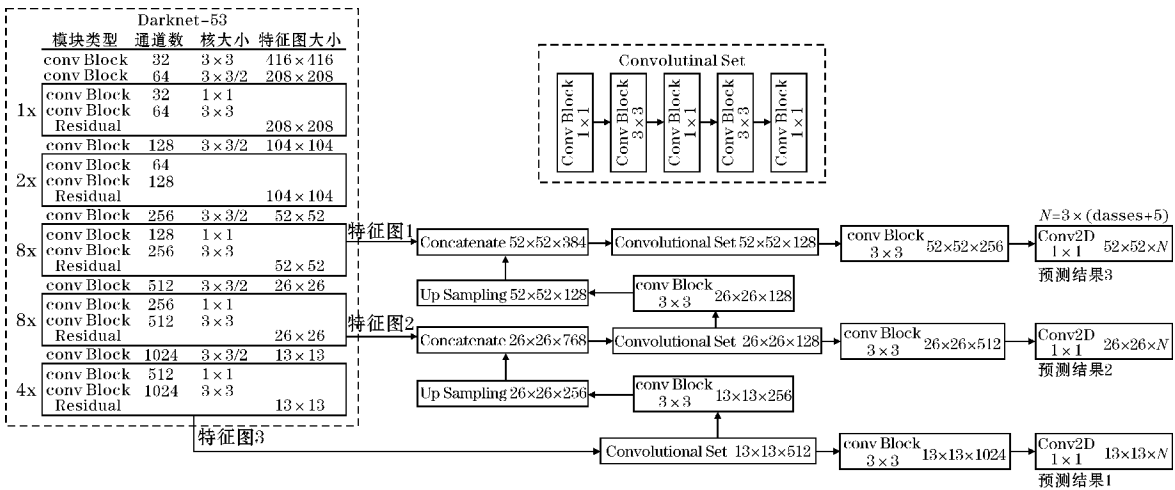 Darknet-53
模块类型 通道数 核大小 特征图大小
conv Block 32 3×3 416×416
conv Block 64 3×3/2 208×208
1x
conv Block 32 1×1
conv Block 64 3×3
Residual 208×208
conv Block 128 3×3/2 104×104
2x
conv Block 64
conv Block 128
Residual 104×104
conv Block 256 3×3/2 52×52
8x
conv Block 128 1×1
conv Block 256 3×3
Residual 52×52
conv Block 512 3×3/2 26×26
8x
conv Block 256 1×1
conv Block 512 3×3
Residual 26×26
conv Block 1024 3×3/2 13×13
4x
conv Block 512 1×1
conv Block 1024 3×3
Residual 13×13
Convolutinal Set
Conv Block
1×1
Conv Block
3×3
Conv Block
1×1
Conv Block
3×3
Conv Block
1×1
特征图1
Concatenate 52×52×384
Convolutional Set 52×52×128
conv Block
3×3 52×52×256
N=3×(dasses+5)
Conv2D
1×1 52×52×N
预测结果3
Up Sampling 52×52×128
conv Block
3×3 26×26×128
特征图2
Concatenate 26×26×768
Convolutional Set 26×26×128
conv Block
3×3 26×26×512
Conv2D
1×1 26×26×N
预测结果2
Up Sampling 26×26×256
conv Block
3×3 13×13×256
特征图3
Convolutional Set 13×13×512
conv Block
3×3 13×13×1024
Conv2D
1×1 13×13×N
预测结果1